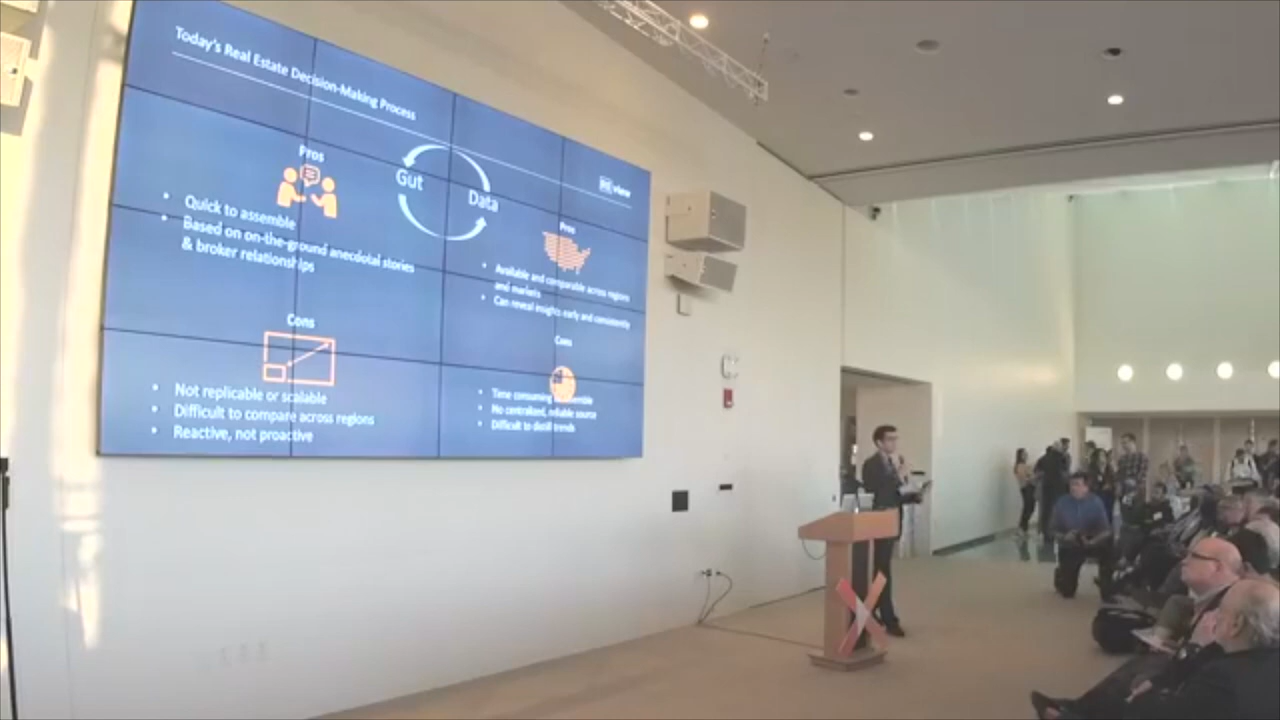 Today's Real Estate Decision-Making Process
Pros
Gut
Data
view
• Quick to assemble
• Based on on-the-ground anecdotal stories
& broker relationships
Cons
• Not replicable or scalable
• Difficult to compare across regions
• Reactive, not proactive
Pros
• Available and comparable across regions
and markets
• Can reveal insights early and consistently
Cons
• Time consuming
• No centralized, reliable source
• Difficult to distill trends